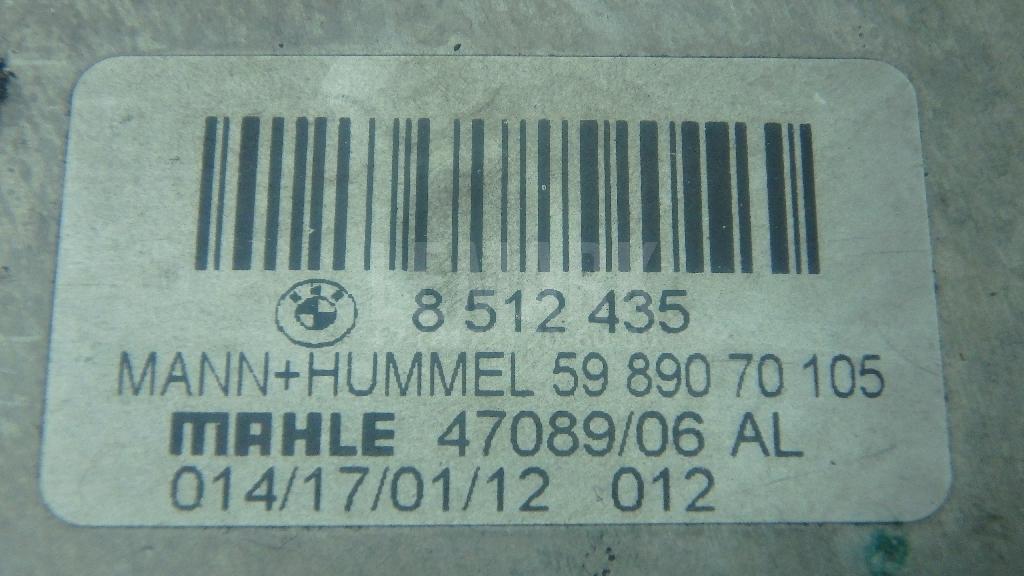 8 512 435
MANN+HUMMEL 59 890 70 105
MAHLE 47089/06 AL
014/17/01/12 012